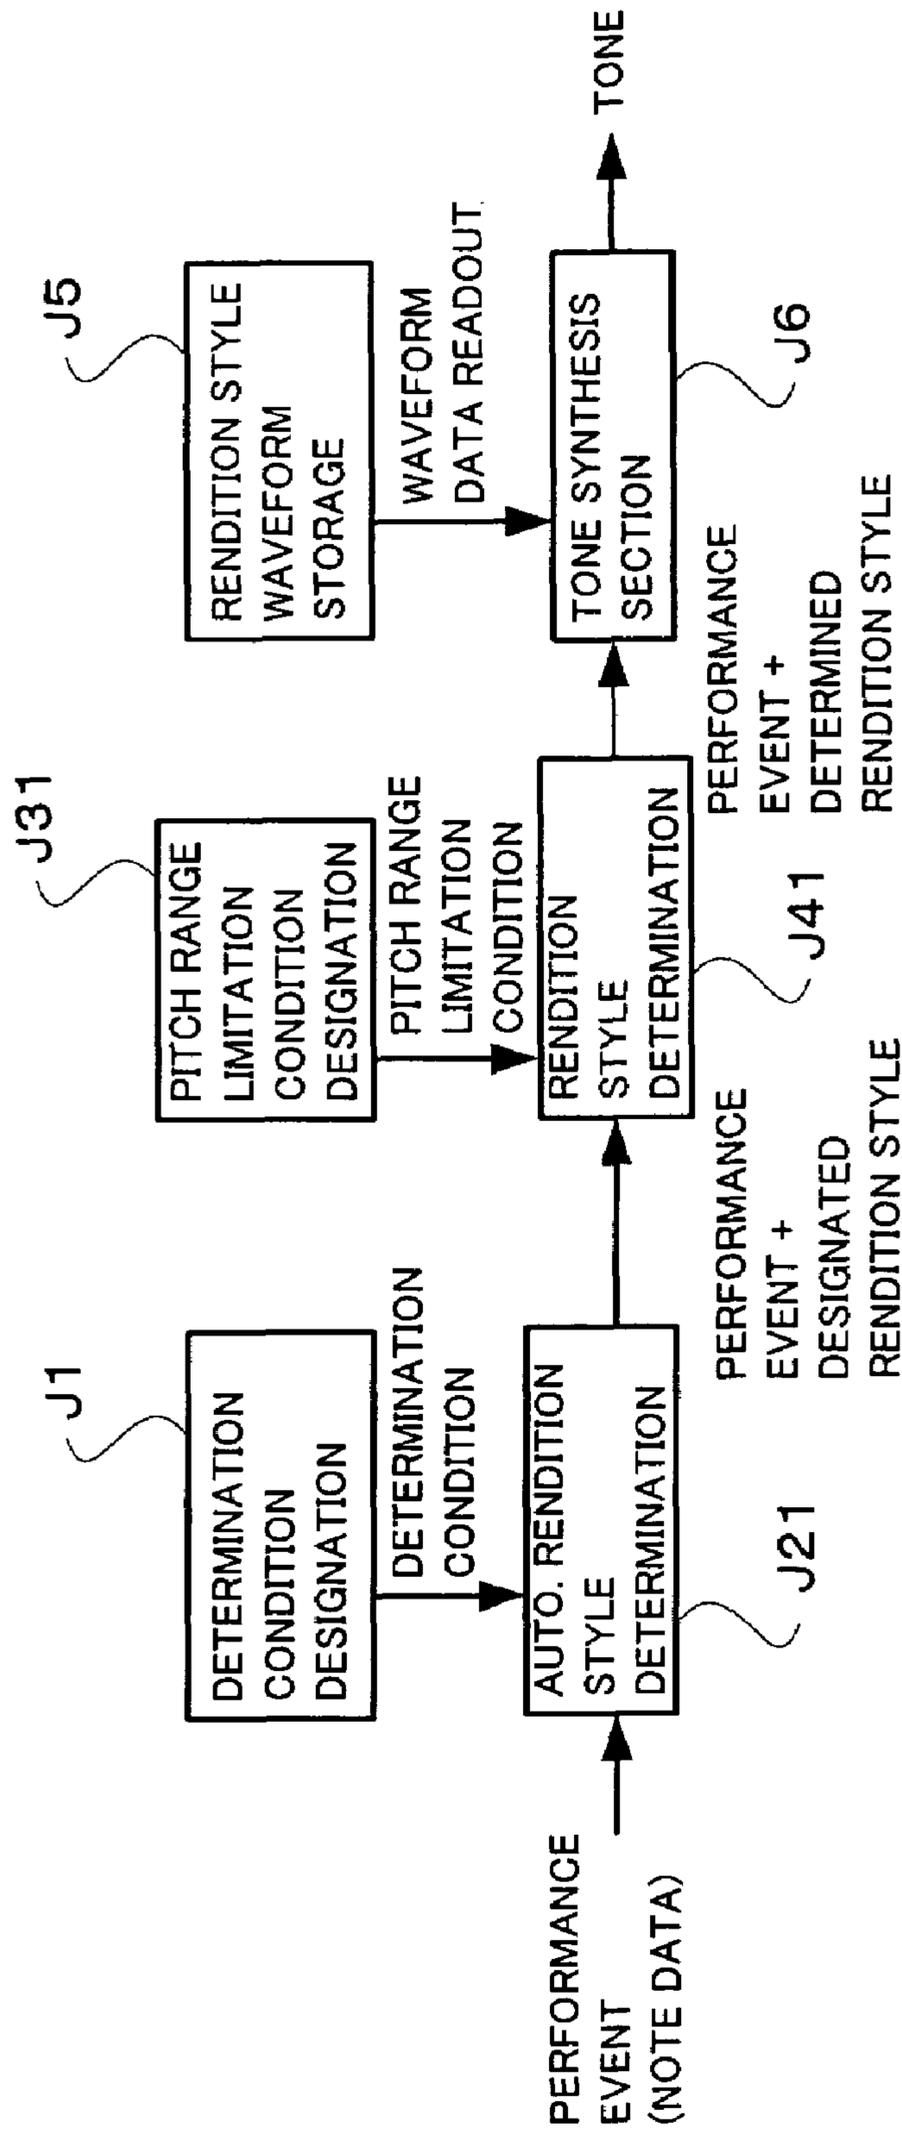 J1
DETERMINATION
CONDITION
DESIGNATION
DETERMINATION
CONDITION
PERFORMANCE
EVENT
(NOTE DATA)
AUTO. RENDITION
STYLE
DETERMINATION
J21
PERFORMANCE
EVENT +
DESIGNATED
RENDITION STYLE
J31
PITCH RANGE
LIMITATION
CONDITION
DESIGNATION
PITCH RANGE
LIMITATION
CONDITION
RENDITION
STYLE
DETERMINATION
J41
PERFORMANCE
EVENT +
DETERMINED
RENDITION STYLE
J5
RENDITION STYLE
WAVEFORM
STORAGE
WAVEFORM
DATA READOUT
TONE SYNTHESIS
SECTION
J6
TONE